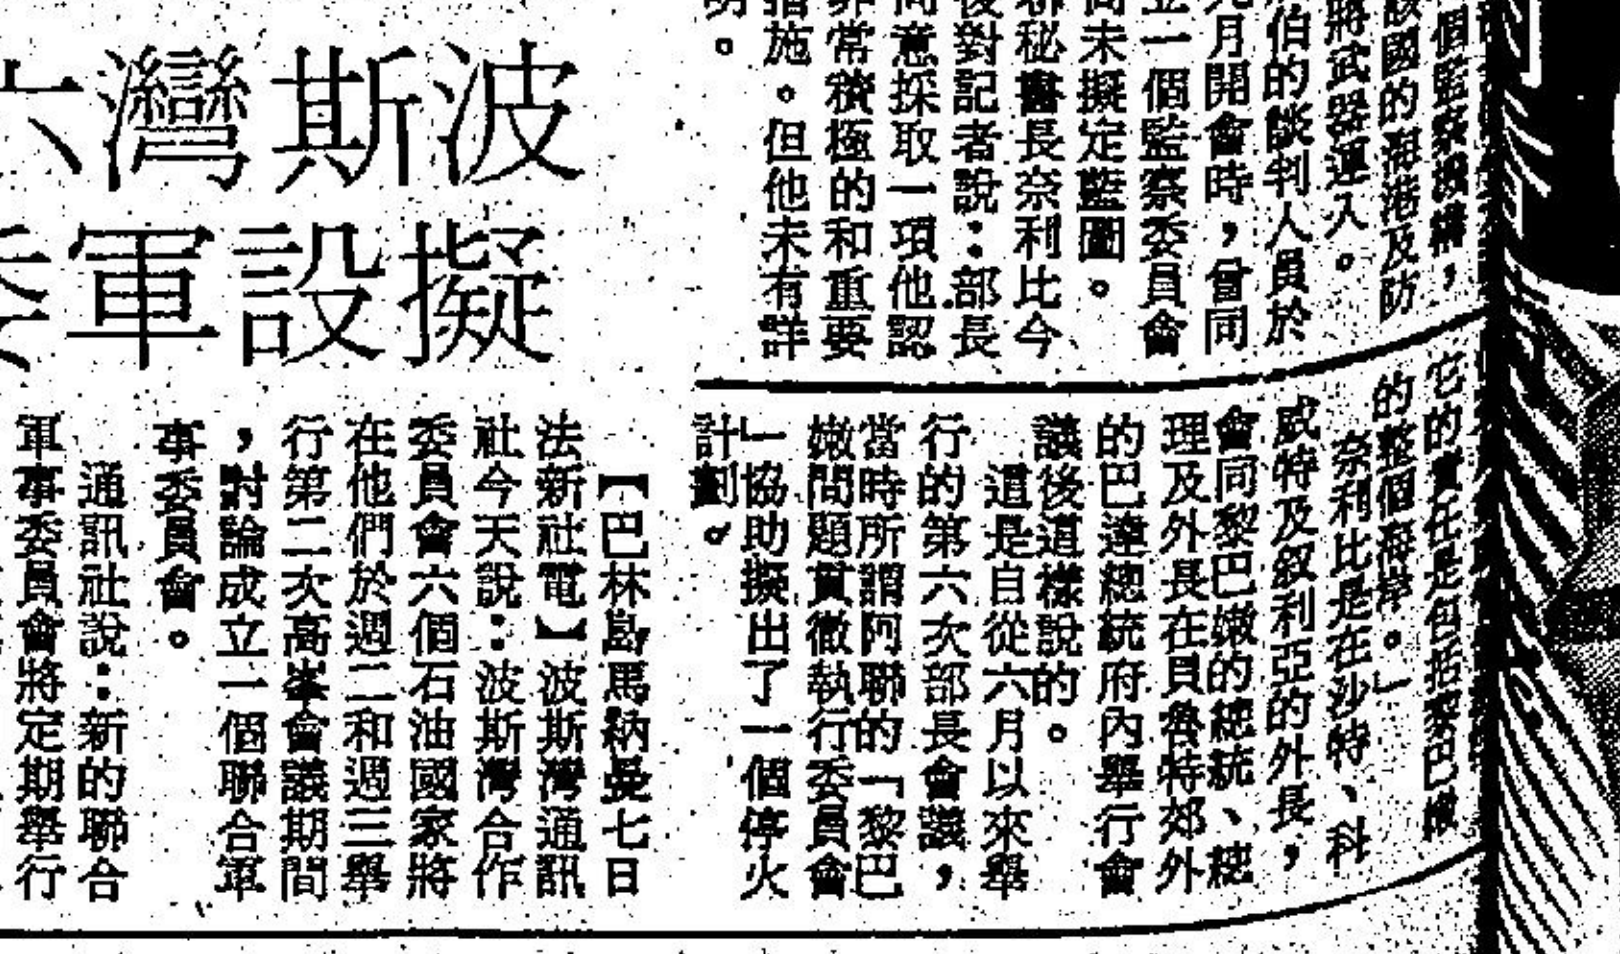 個監察機構，
該國的海港及防
將武器運入。
伯的談判人員於
九月開會時，曾同
立一個監察委員會
尚未擬定藍圖。
聯秘書長奈利比今
後對記者說：部長
同意採取一項他認
非常積極的和重要
措施。但他未有詳
明。
它的責任是包括黎巴嫩
的整個海岸。」
奈利比是在沙特、科
威特及叙利亞的外長，
會同黎巴嫩的總統、總
理及外長在貝魯特郊外
的巴達總統府內舉行會
議後這樣說的。
這是自從六月以來舉
行的第六次部長會議，
當時所謂阿聯的「黎巴
嫩問題貫徹執行委員會
」協助擬出了一個停火
計劃。
波斯灣六
擬設軍委
【巴林島馬納曼七日
法新社電】波斯灣通訊
社今天說：波斯灣合作
委員會六個石油國家將
在他們於週二和週三舉
行第二次高峯會議期間
，討論成立一個聯合軍
事委員會。
通訊社說：新的聯合
軍事委員會將定期舉行